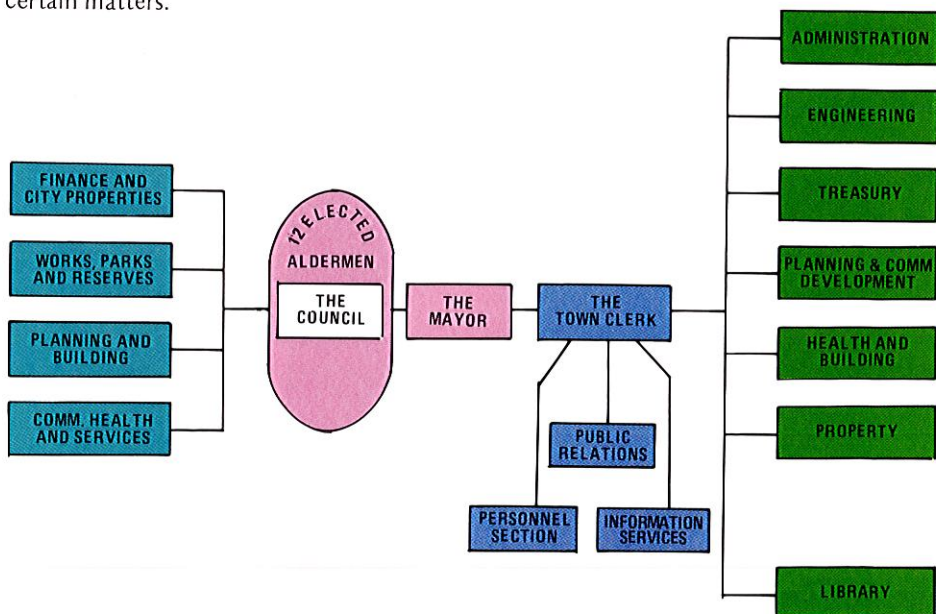 certain matters.
FINANCE AND
CITY PROPERTIES
WORKS, PARKS
AND RESERVES
PLANNING AND
BUILDING
COMM. HEALTH
AND SERVICES
12 ELECTED
ALDERMEN
THE
COUNCIL
THE
MAYOR
THE
TOWN CLERK
PUBLIC
RELATIONS
PERSONNEL
SECTION
INFORMATION
SERVICES
ADMINISTRATION
ENGINEERING
TREASURY
PLANNING & COMM
DEVELOPMENT
HEALTH AND
BUILDING
PROPERTY
LIBRARY